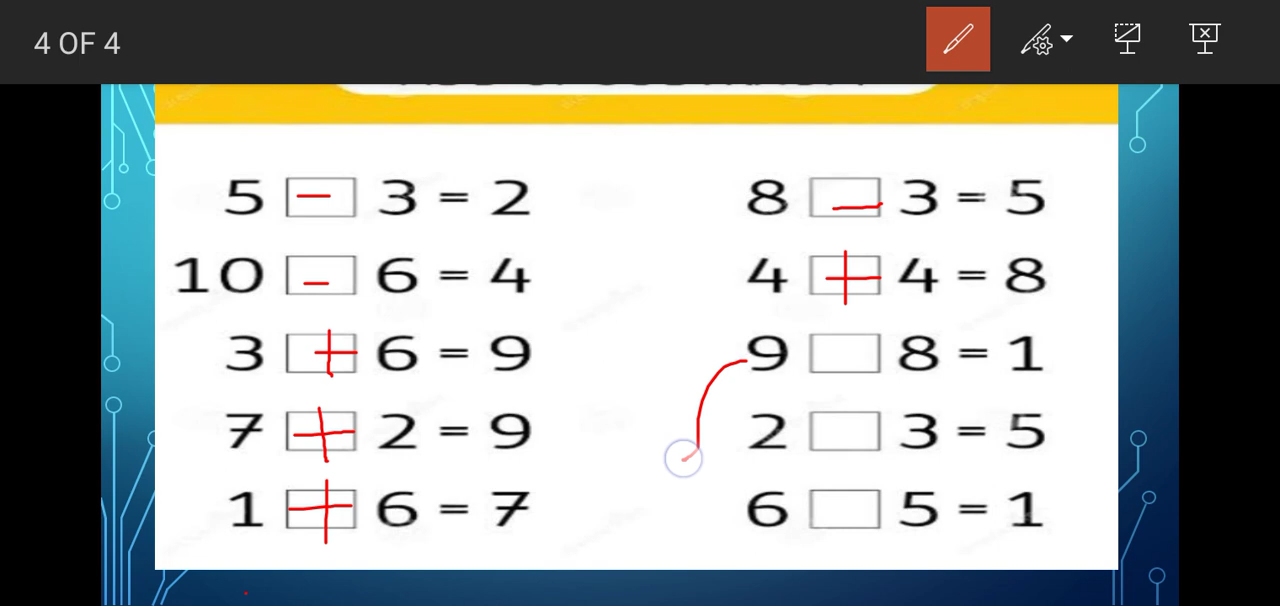 4 OF 4
5 - 3 = 2
10 - 6 = 4
3 + 6 = 9
7 + 2 = 9
1 + 6 = 7
8 - 3 = 5
4 + 4 = 8
9 □ 8 = 1
2 □ 3 = 5
6 □ 5 = 1